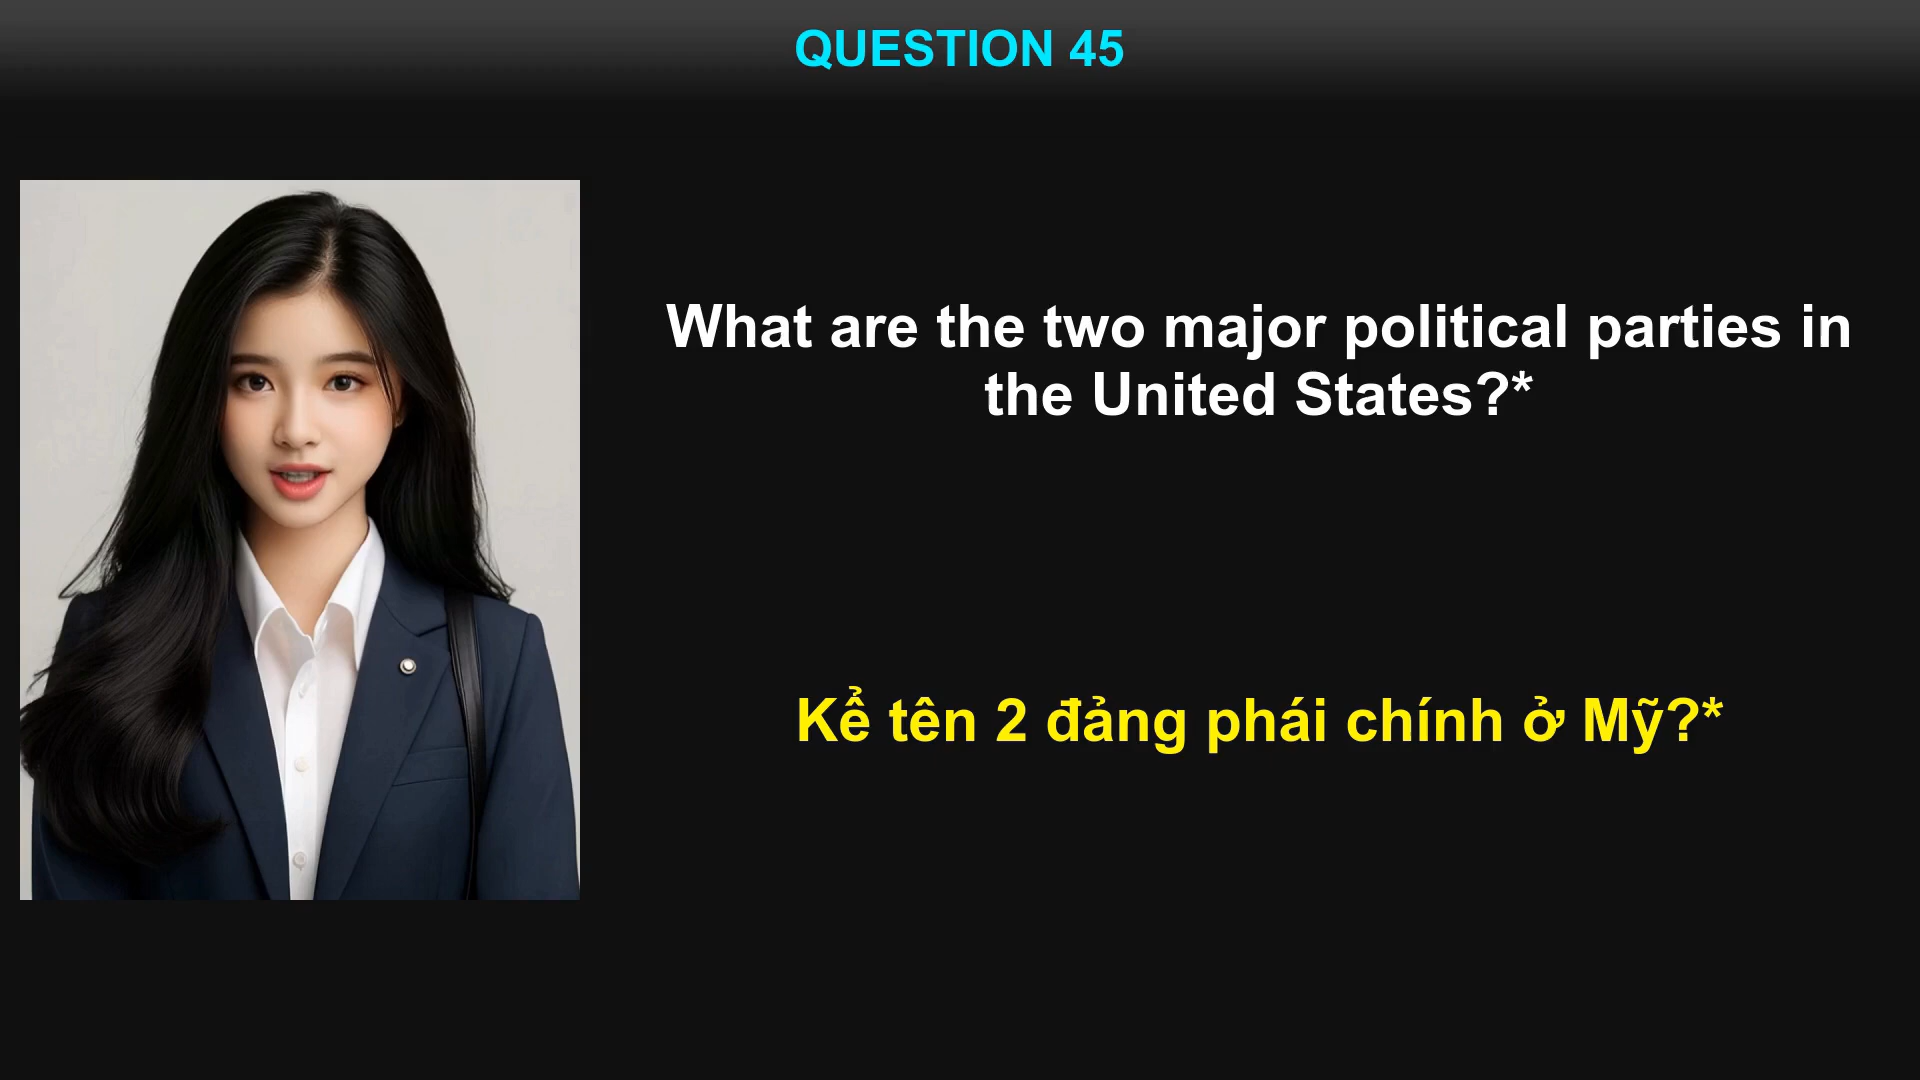 QUESTION 45
What are the two major political parties in
the United States?*
Kể tên 2 đảng phái chính ở Mỹ?*